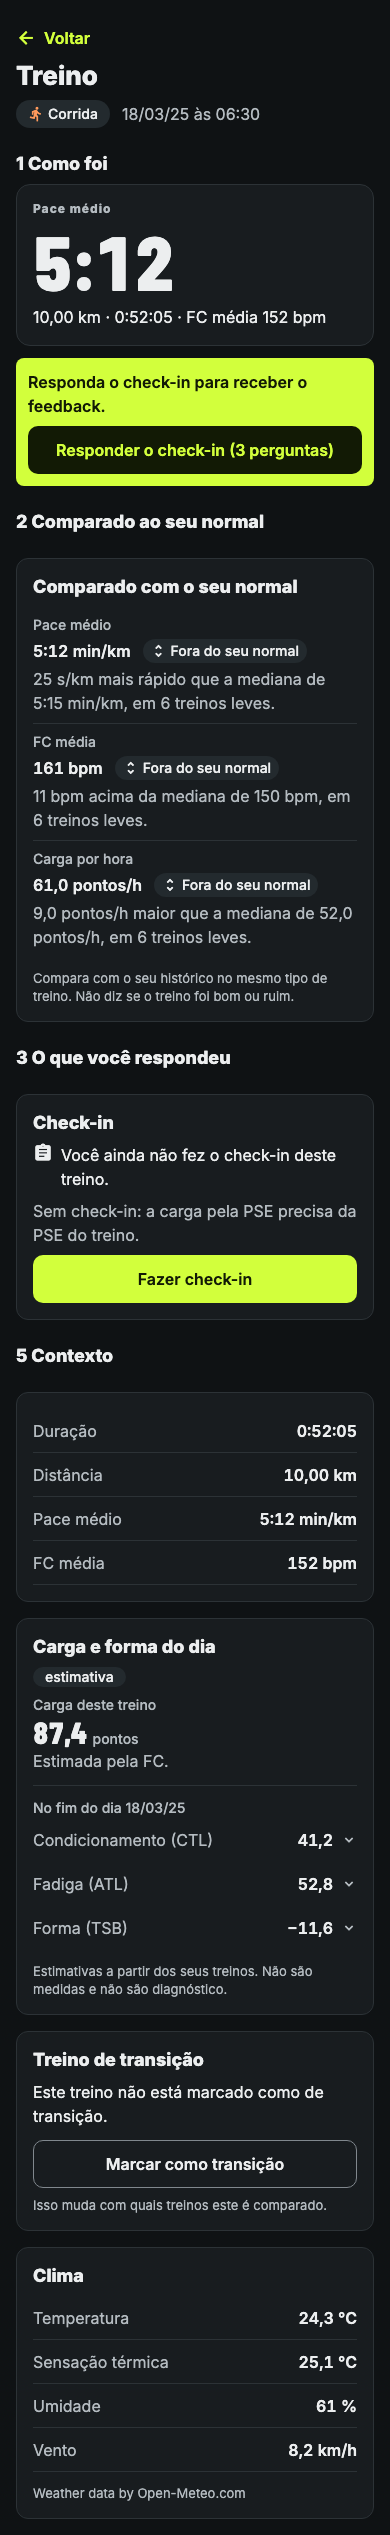 Voltar
Treino
Corrida 18/03/25 às 06:30
1 Como foi
Pace médio
5:12
10,00 km · 0:52:05 · FC média 152 bpm
Responda o check-in para receber o
feedback.
Responder o check-in (3 perguntas)
2 Comparado ao seu normal
Comparado com o seu normal
Pace médio
5:12 min/km Fora do seu normal
25 s/km mais rápido que a mediana de
5:15 min/km, em 6 treinos leves.
FC média
161 bpm Fora do seu normal
11 bpm acima da mediana de 150 bpm, em
6 treinos leves.
Carga por hora
61,0 pontos/h Fora do seu normal
9,0 pontos/h maior que a mediana de 52,0
pontos/h, em 6 treinos leves.
Compara com o seu histórico no mesmo tipo de
treino. Não diz se o treino foi bom ou ruim.
3 O que você respondeu
Check-in
Você ainda não fez o check-in deste
treino.
Sem check-in: a carga pela PSE precisa da
PSE do treino.
Fazer check-in
5 Contexto
Duração 0:52:05
Distância 10,00 km
Pace médio 5:12 min/km
FC média 152 bpm
Carga e forma do dia
estimativa
Carga deste treino
87,4 pontos
Estimada pela FC.
No fim do dia 18/03/25
Condicionamento (CTL) 41,2
Fadiga (ATL) 52,8
Forma (TSB) −11,6
Estimativas a partir dos seus treinos. Não são
medidas e não são diagnóstico.
Treino de transição
Este treino não está marcado como de
transição.
Marcar como transição
Isso muda com quais treinos este é comparado.
Clima
Temperatura 24,3 °C
Sensação térmica 25,1 °C
Umidade 61 %
Vento 8,2 km/h
Weather data by Open-Meteo.com